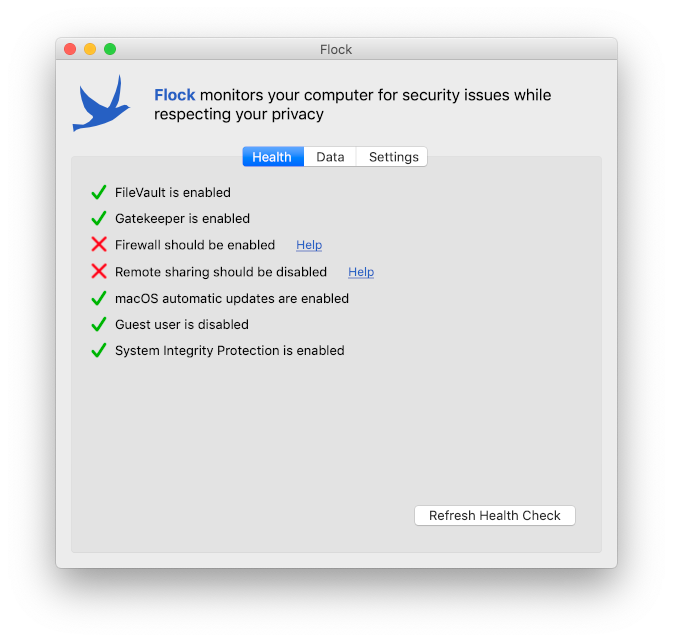 Flock
Flock monitors your computer for security issues while
respecting your privacy
Health Data Settings
FileVault is enabled
Gatekeeper is enabled
Firewall should be enabled Help
Remote sharing should be disabled Help
macOS automatic updates are enabled
Guest user is disabled
System Integrity Protection is enabled
Refresh Health Check